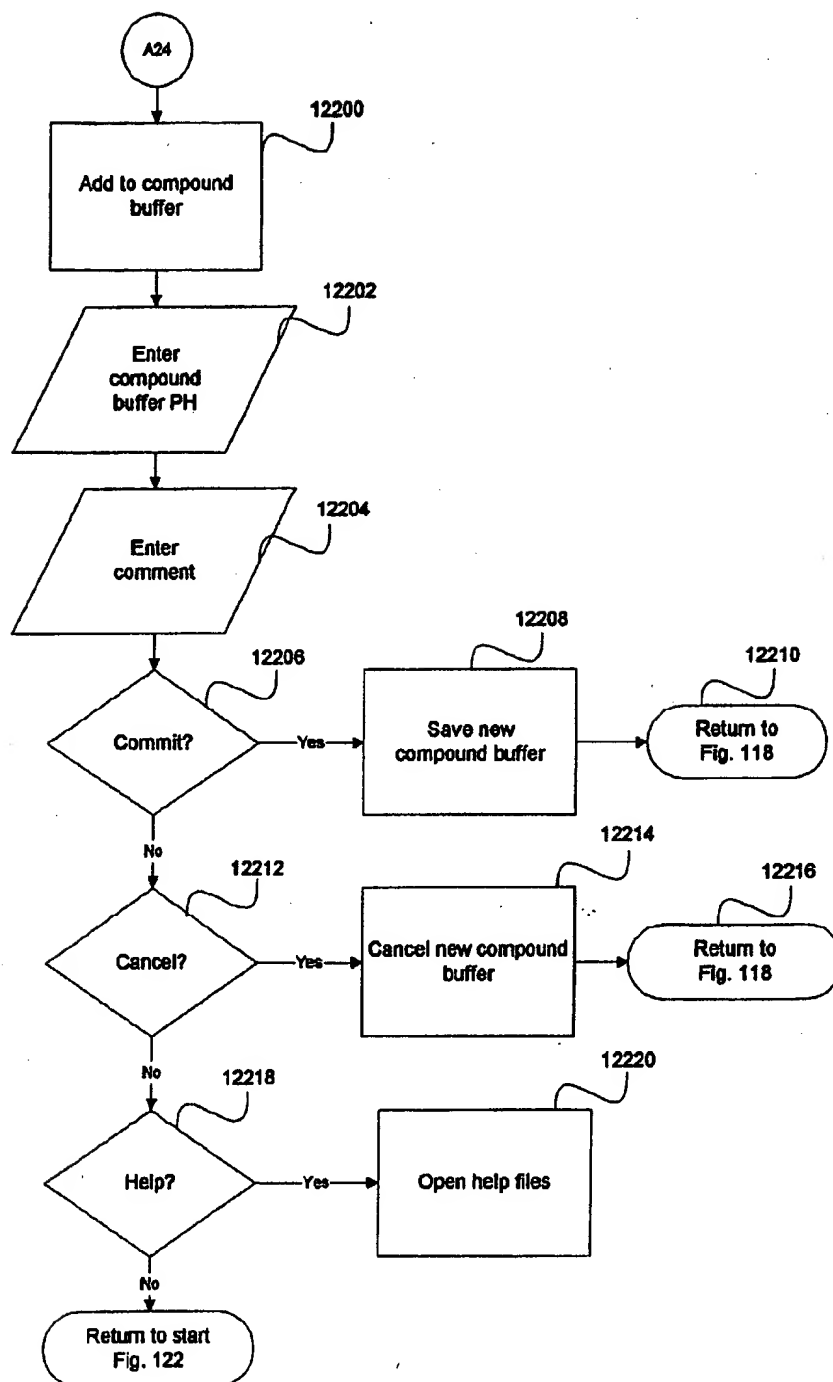 A24
12200
Add to compound
buffer
12202
Enter
compound
buffer PH
12204
Enter
comment
12206
Commit?
Yes
12208
Save new
compound buffer
12210
Return to
Fig. 118
No
12212
Cancel?
Yes
12214
Cancel new compound
buffer
12216
Return to
Fig. 118
No
12218
Help?
Yes
12220
Open help files
No
Return to start
Fig. 122